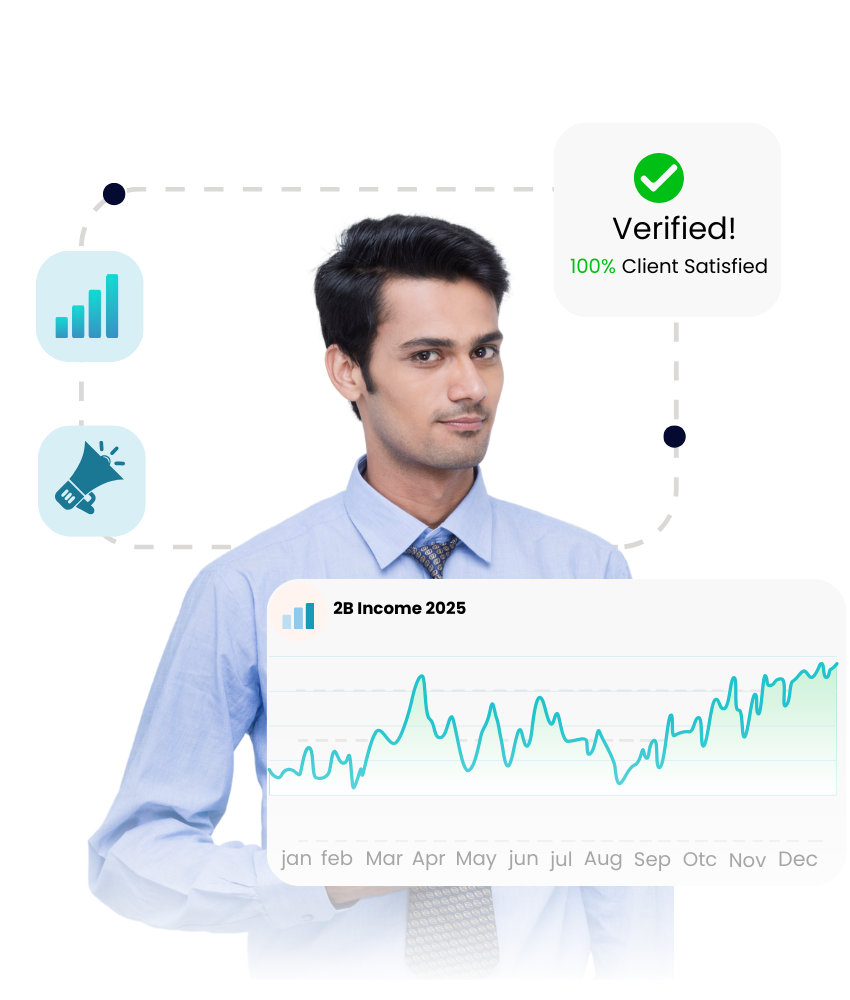 Verified!
100% Client Satisfied
2B Income 2025
jan feb Mar Apr May jun jul Aug Sep Otc Nov Dec